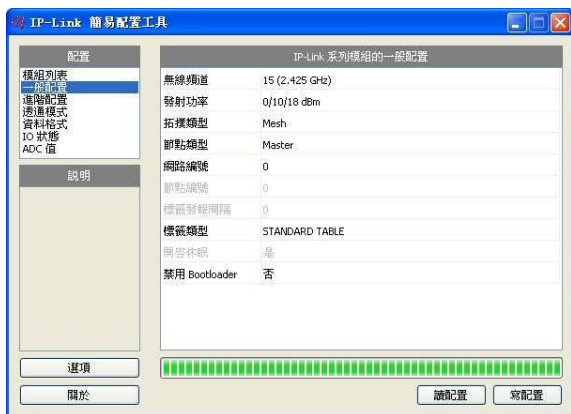 IP-Link 簡易配置工具
配置
模組列表
一般配置
進階配置
透通模式
資料格式
IO 狀態
ADC 值
説明
選項
關於
IP-Link 系列模組的一般配置
無線頻道 15 (2.425 GHz)
發射功率 0/10/18 dBm
拓撲類型 Mesh
節點類型 Master
網路編號 0
節點編號 0
標籤發報間隔 0
標籤類型 STANDARD TABLE
開啓休眠 是
禁用 Bootloader 否
讀配置 寫配置